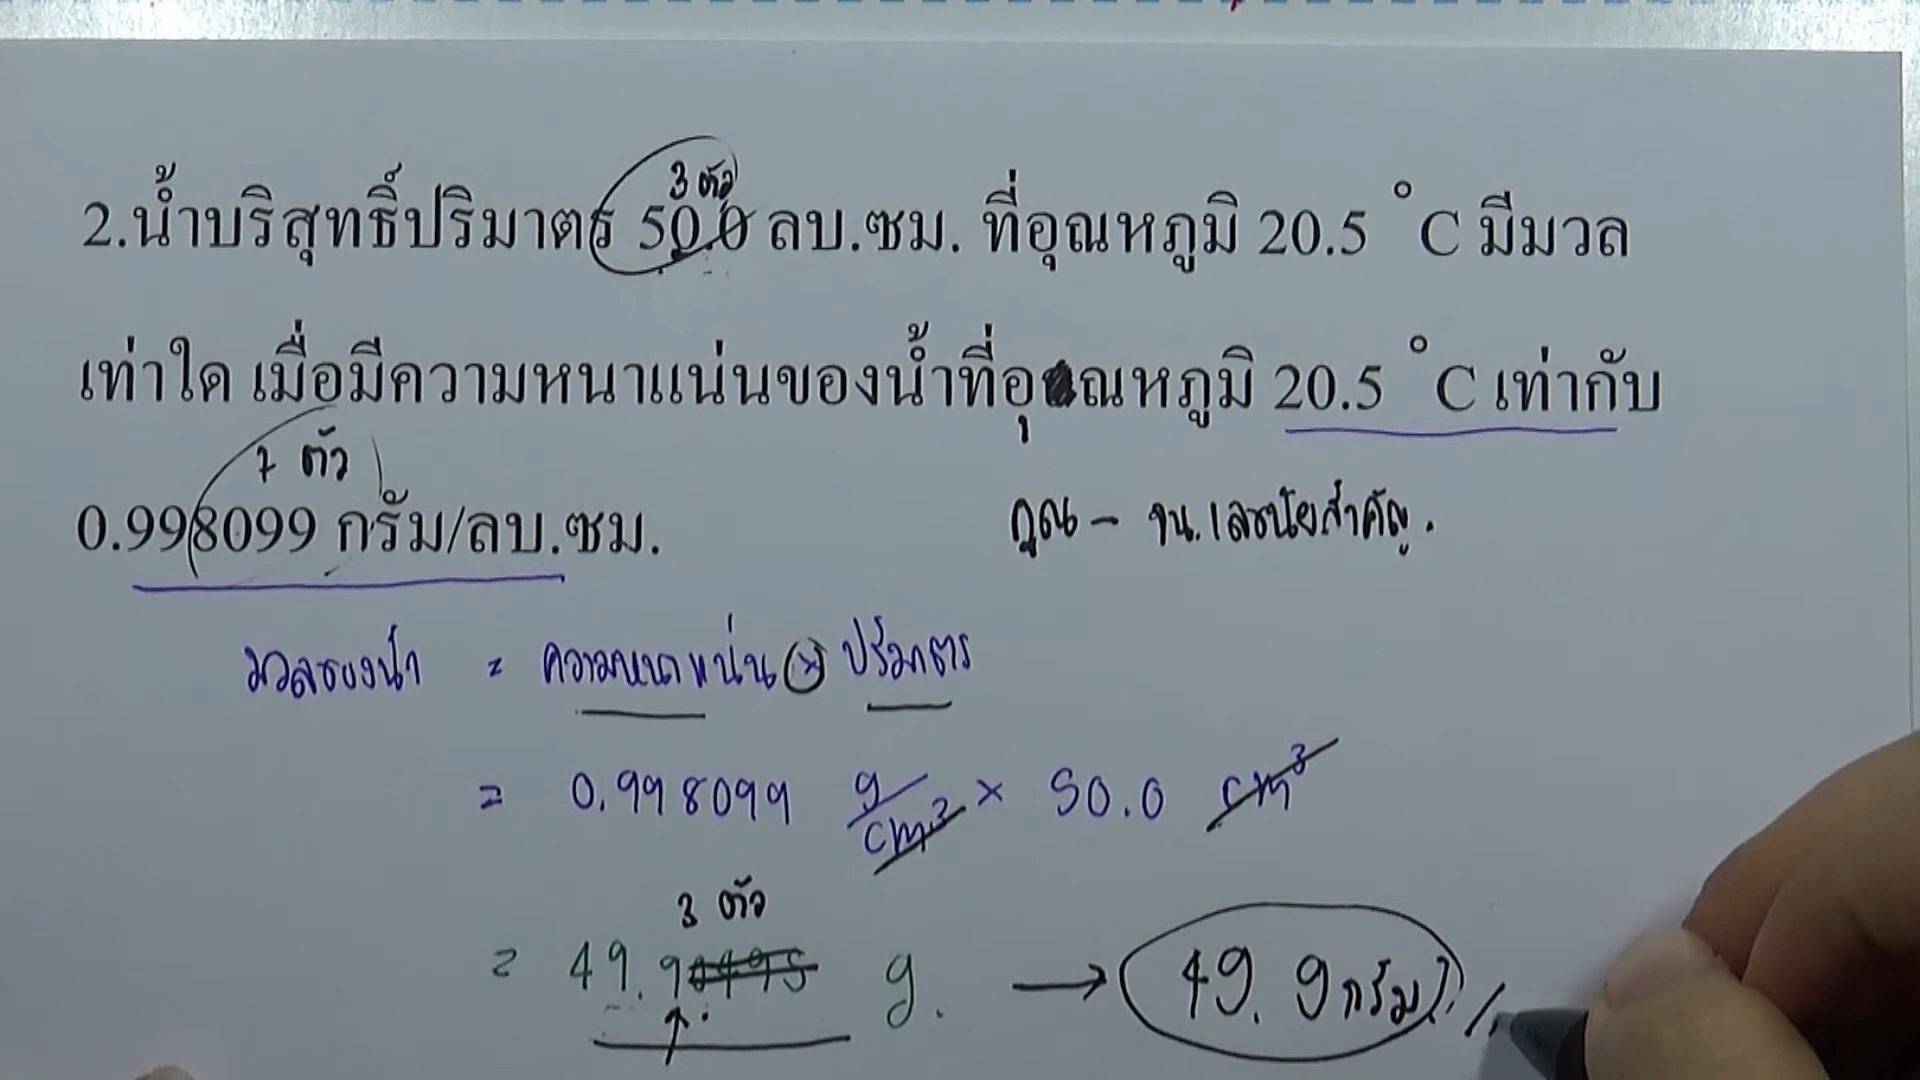 3 ตัว
2.น้ำบริสุทธิ์ปริมาตร 50.0 ลบ.ซม. ที่อุณหภูมิ 20.5 °C มีมวล
เท่าใด เมื่อมีความหนาแน่นของน้ำที่อุณหภูมิ 20.5 °C เท่ากับ
7 ตัว
0.998099 กรัม/ลบ.ซม.
คูณ - จน.เลขนัยสำคัญ.
มวลของน้ำ = ความหนาแน่น × ปริมาตร
= 0.998099 g/cm³ × 50.0 cm³
3 ตัว
= 49.90495 g. → 49.9 กรัม